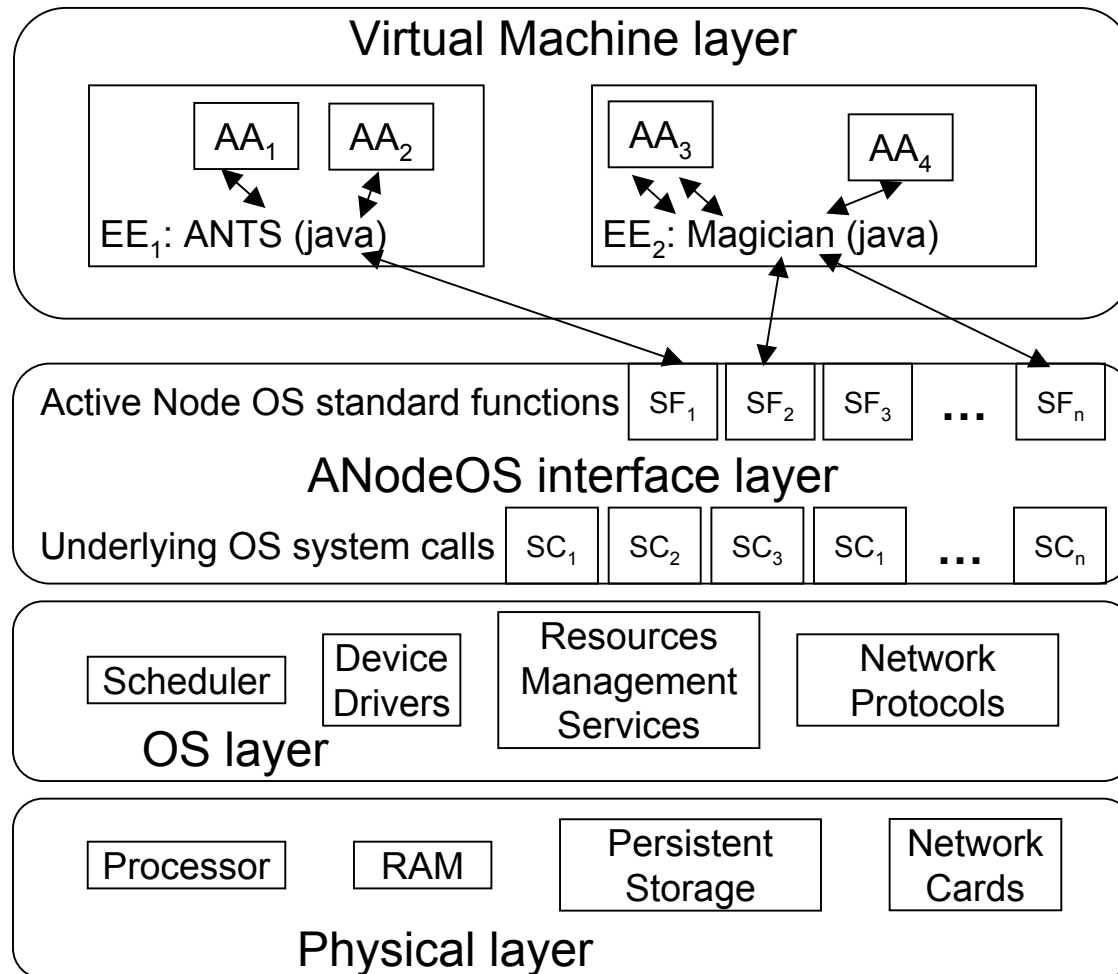 Virtual Machine layer
AA1
AA2
EE1: ANTS (java)
AA3
AA4
EE2: Magician (java)
Active Node OS standard functions
SF1
SF2
SF3
...
SFn
ANodeOS interface layer
Underlying OS system calls
SC1
SC2
SC3
SC1
...
SCn
Scheduler
Device
Drivers
Resources
Management
Services
Network
Protocols
OS layer
Processor
RAM
Persistent
Storage
Network
Cards
Physical layer